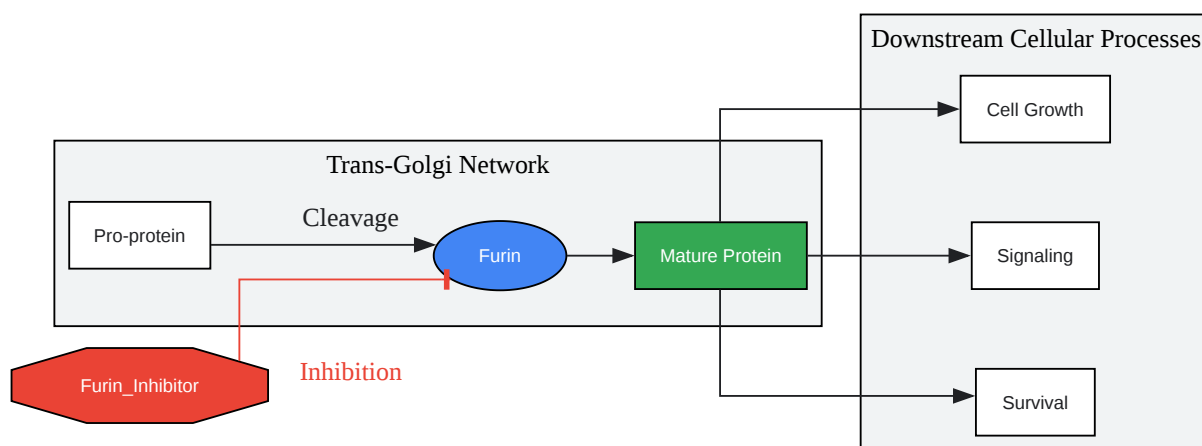 Downstream Cellular Processes
Cell Growth
Trans-Golgi Network
Cleavage
Pro-protein
Furin
Mature Protein
Signaling
Inhibition
Furin_Inhibitor
Survival